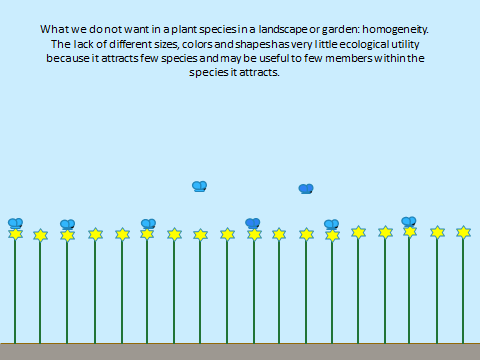 What we do not want in a plant species in a landscape or garden: homogeneity.
The lack of different sizes, colors and shapes has very little ecological utility
because it attracts few species and may be useful to few members within the
species it attracts.